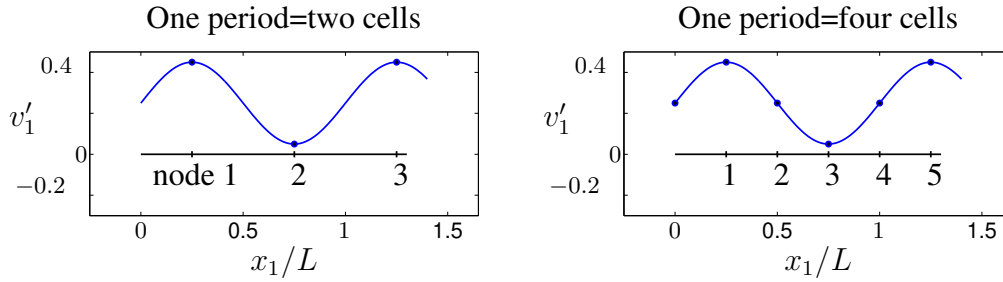 One period=two cells
0.4
v′₁
0
−0.2
node 1 2 3
0 0.5 1 1.5
x₁/L
One period=four cells
0.4
v′₁
0
−0.2
1 2 3 4 5
0 0.5 1 1.5
x₁/L